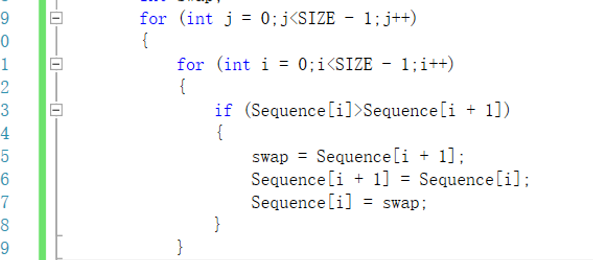 9 for (int j = 0;j<SIZE - 1;j++)
0 {
1 for (int i = 0;i<SIZE - 1;i++)
2 {
3 if (Sequence[i]>Sequence[i + 1])
4 {
5 swap = Sequence[i + 1];
6 Sequence[i + 1] = Sequence[i];
7 Sequence[i] = swap;
8 }
9 }